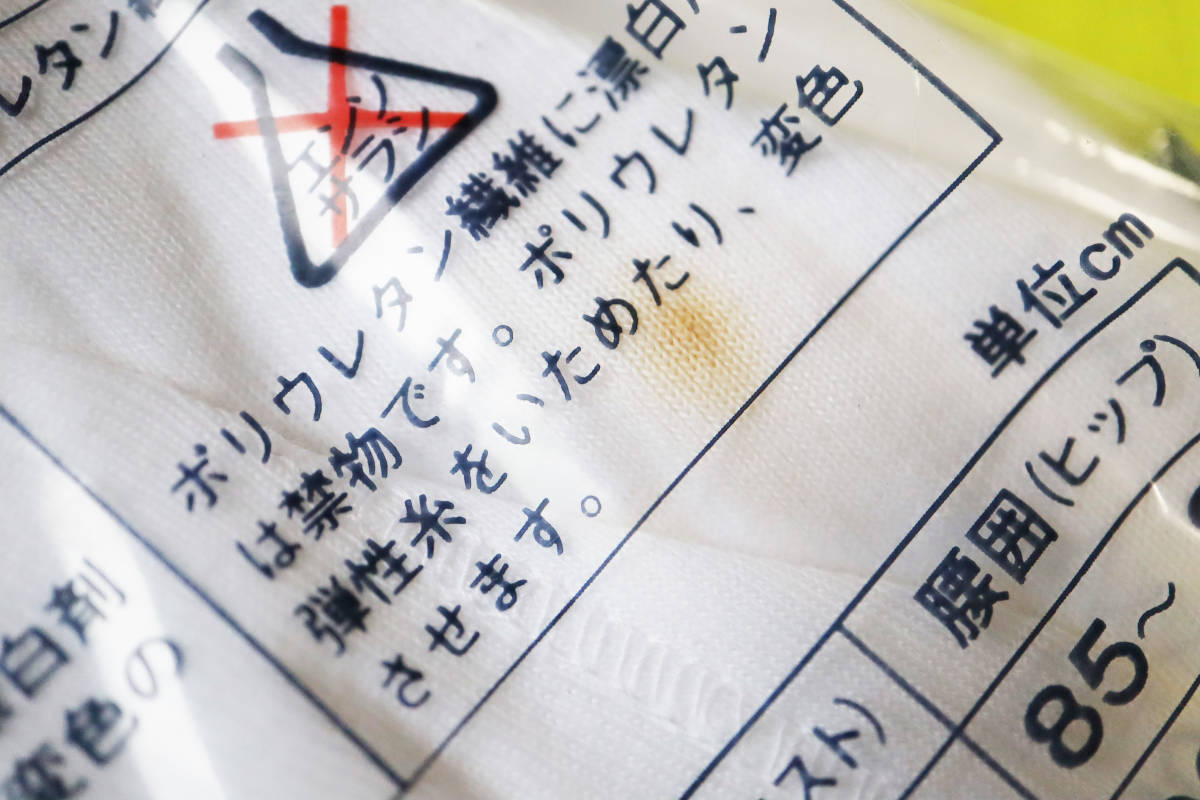 レタン
エンソ
サラシ
ポリウレタン繊維に漂白
は禁物です。ポリウレタン
弾性糸をいためたり、変色
させます。
白剤
変色の
単位cm
腰囲(ヒップ)
85~
スト)